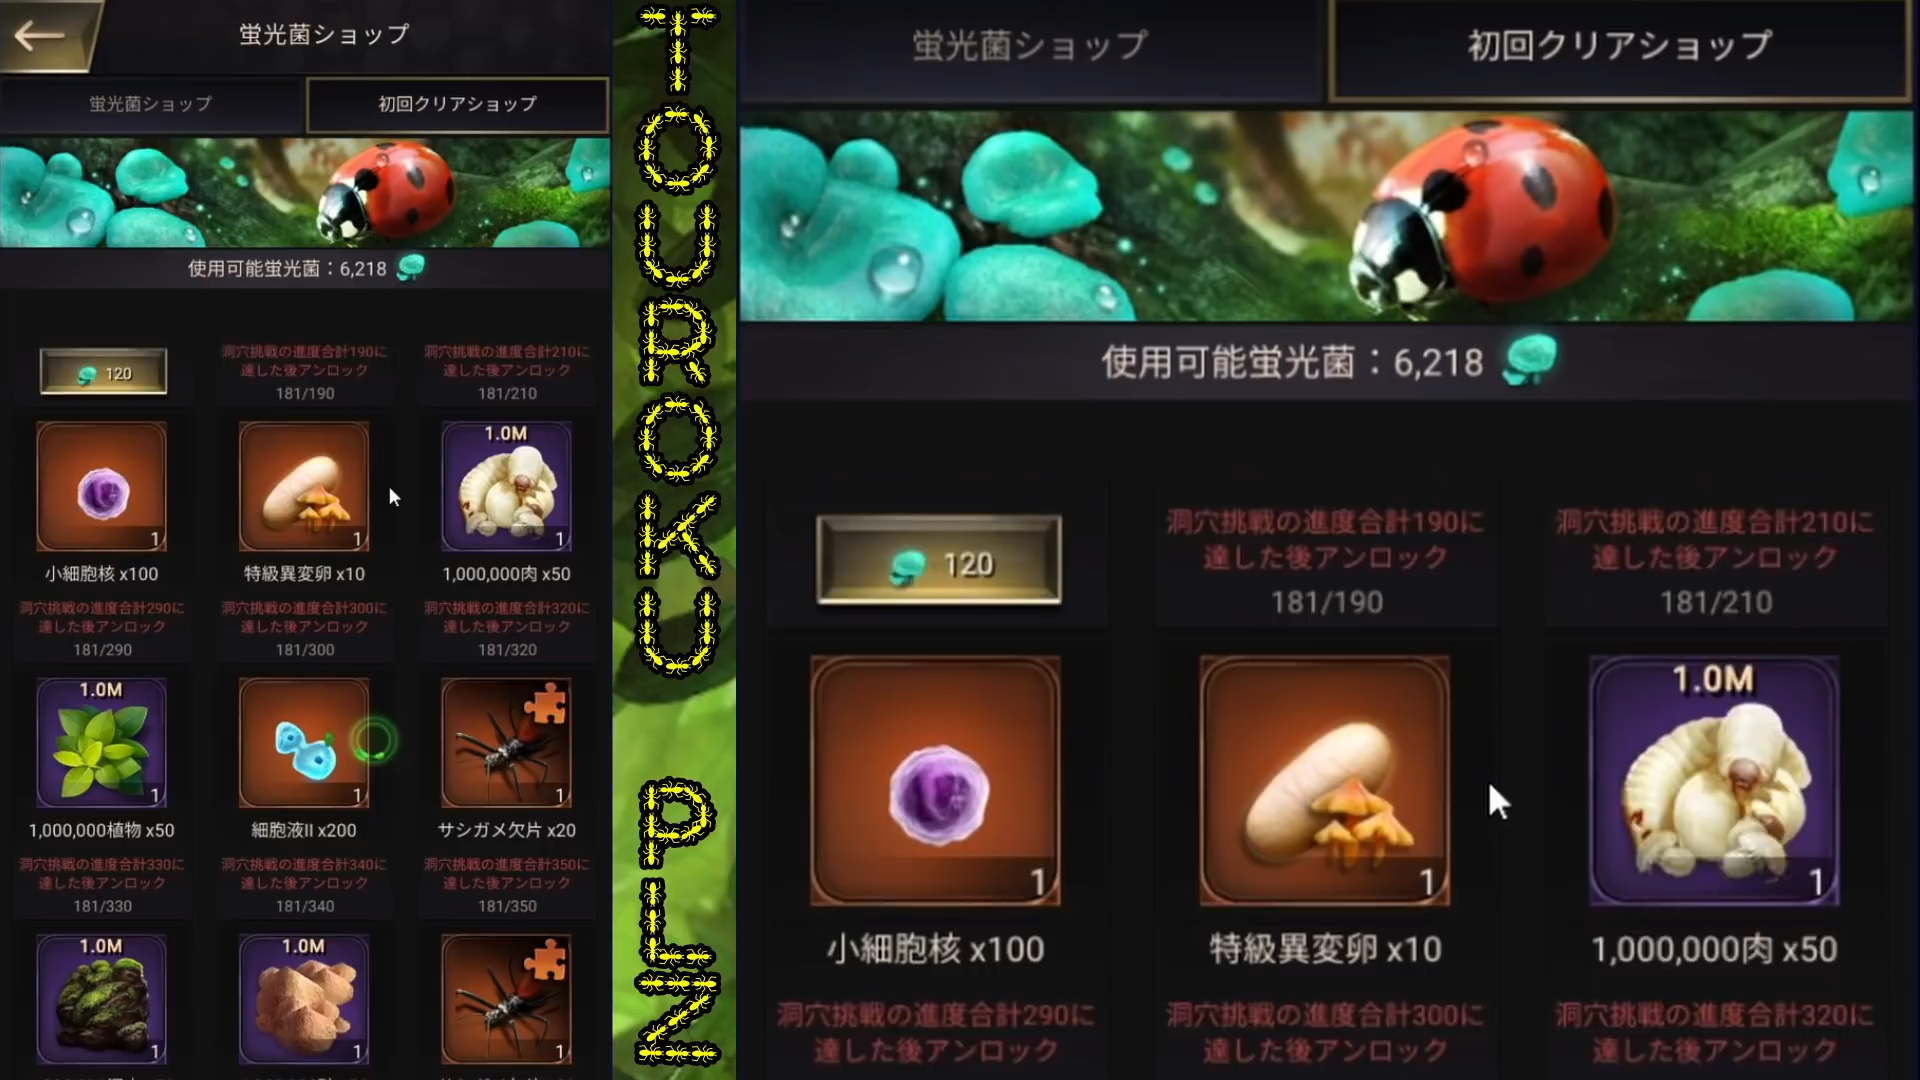 蛍光菌ショップ
蛍光菌ショップ
初回クリアショップ
使用可能蛍光菌：6,218
120
洞穴挑戦の進度合計190に
達した後アンロック
181/190
洞穴挑戦の進度合計210に
達した後アンロック
181/210
1
1
1.0M
1
小細胞核 x100
特級異変卵 x10
1,000,000肉 x50
洞穴挑戦の進度合計290に
達した後アンロック
181/290
洞穴挑戦の進度合計300に
達した後アンロック
181/300
洞穴挑戦の進度合計320に
達した後アンロック
181/320
1.0M
1
1
1
1,000,000植物 x50
細胞液II x200
サシガメ欠片 x20
洞穴挑戦の進度合計330に
達した後アンロック
181/330
洞穴挑戦の進度合計340に
達した後アンロック
181/340
洞穴挑戦の進度合計350に
達した後アンロック
181/350
1.0M
1
1.0M
1
1
TOUROKU PLZ
蛍光菌ショップ
初回クリアショップ
使用可能蛍光菌：6,218
120
洞穴挑戦の進度合計190に
達した後アンロック
181/190
洞穴挑戦の進度合計210に
達した後アンロック
181/210
1
1
1.0M
1
小細胞核 x100
特級異変卵 x10
1,000,000肉 x50
洞穴挑戦の進度合計290に
達した後アンロック
洞穴挑戦の進度合計300に
達した後アンロック
洞穴挑戦の進度合計320に
達した後アンロック